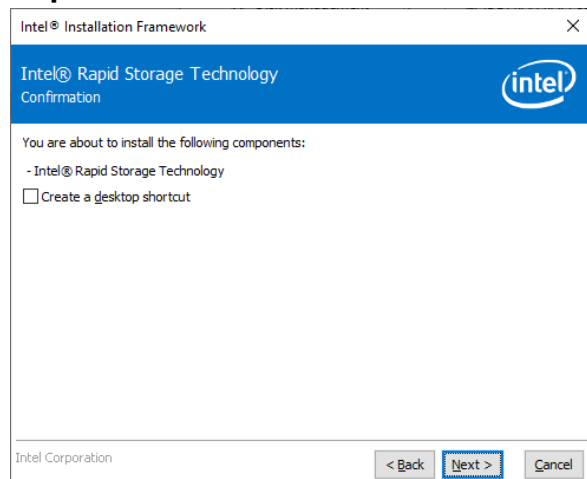 Intel® Installation Framework
Intel® Rapid Storage Technology
Confirmation
intel
You are about to install the following components:
- Intel® Rapid Storage Technology
Create a desktop shortcut
Intel Corporation
< Back Next > Cancel